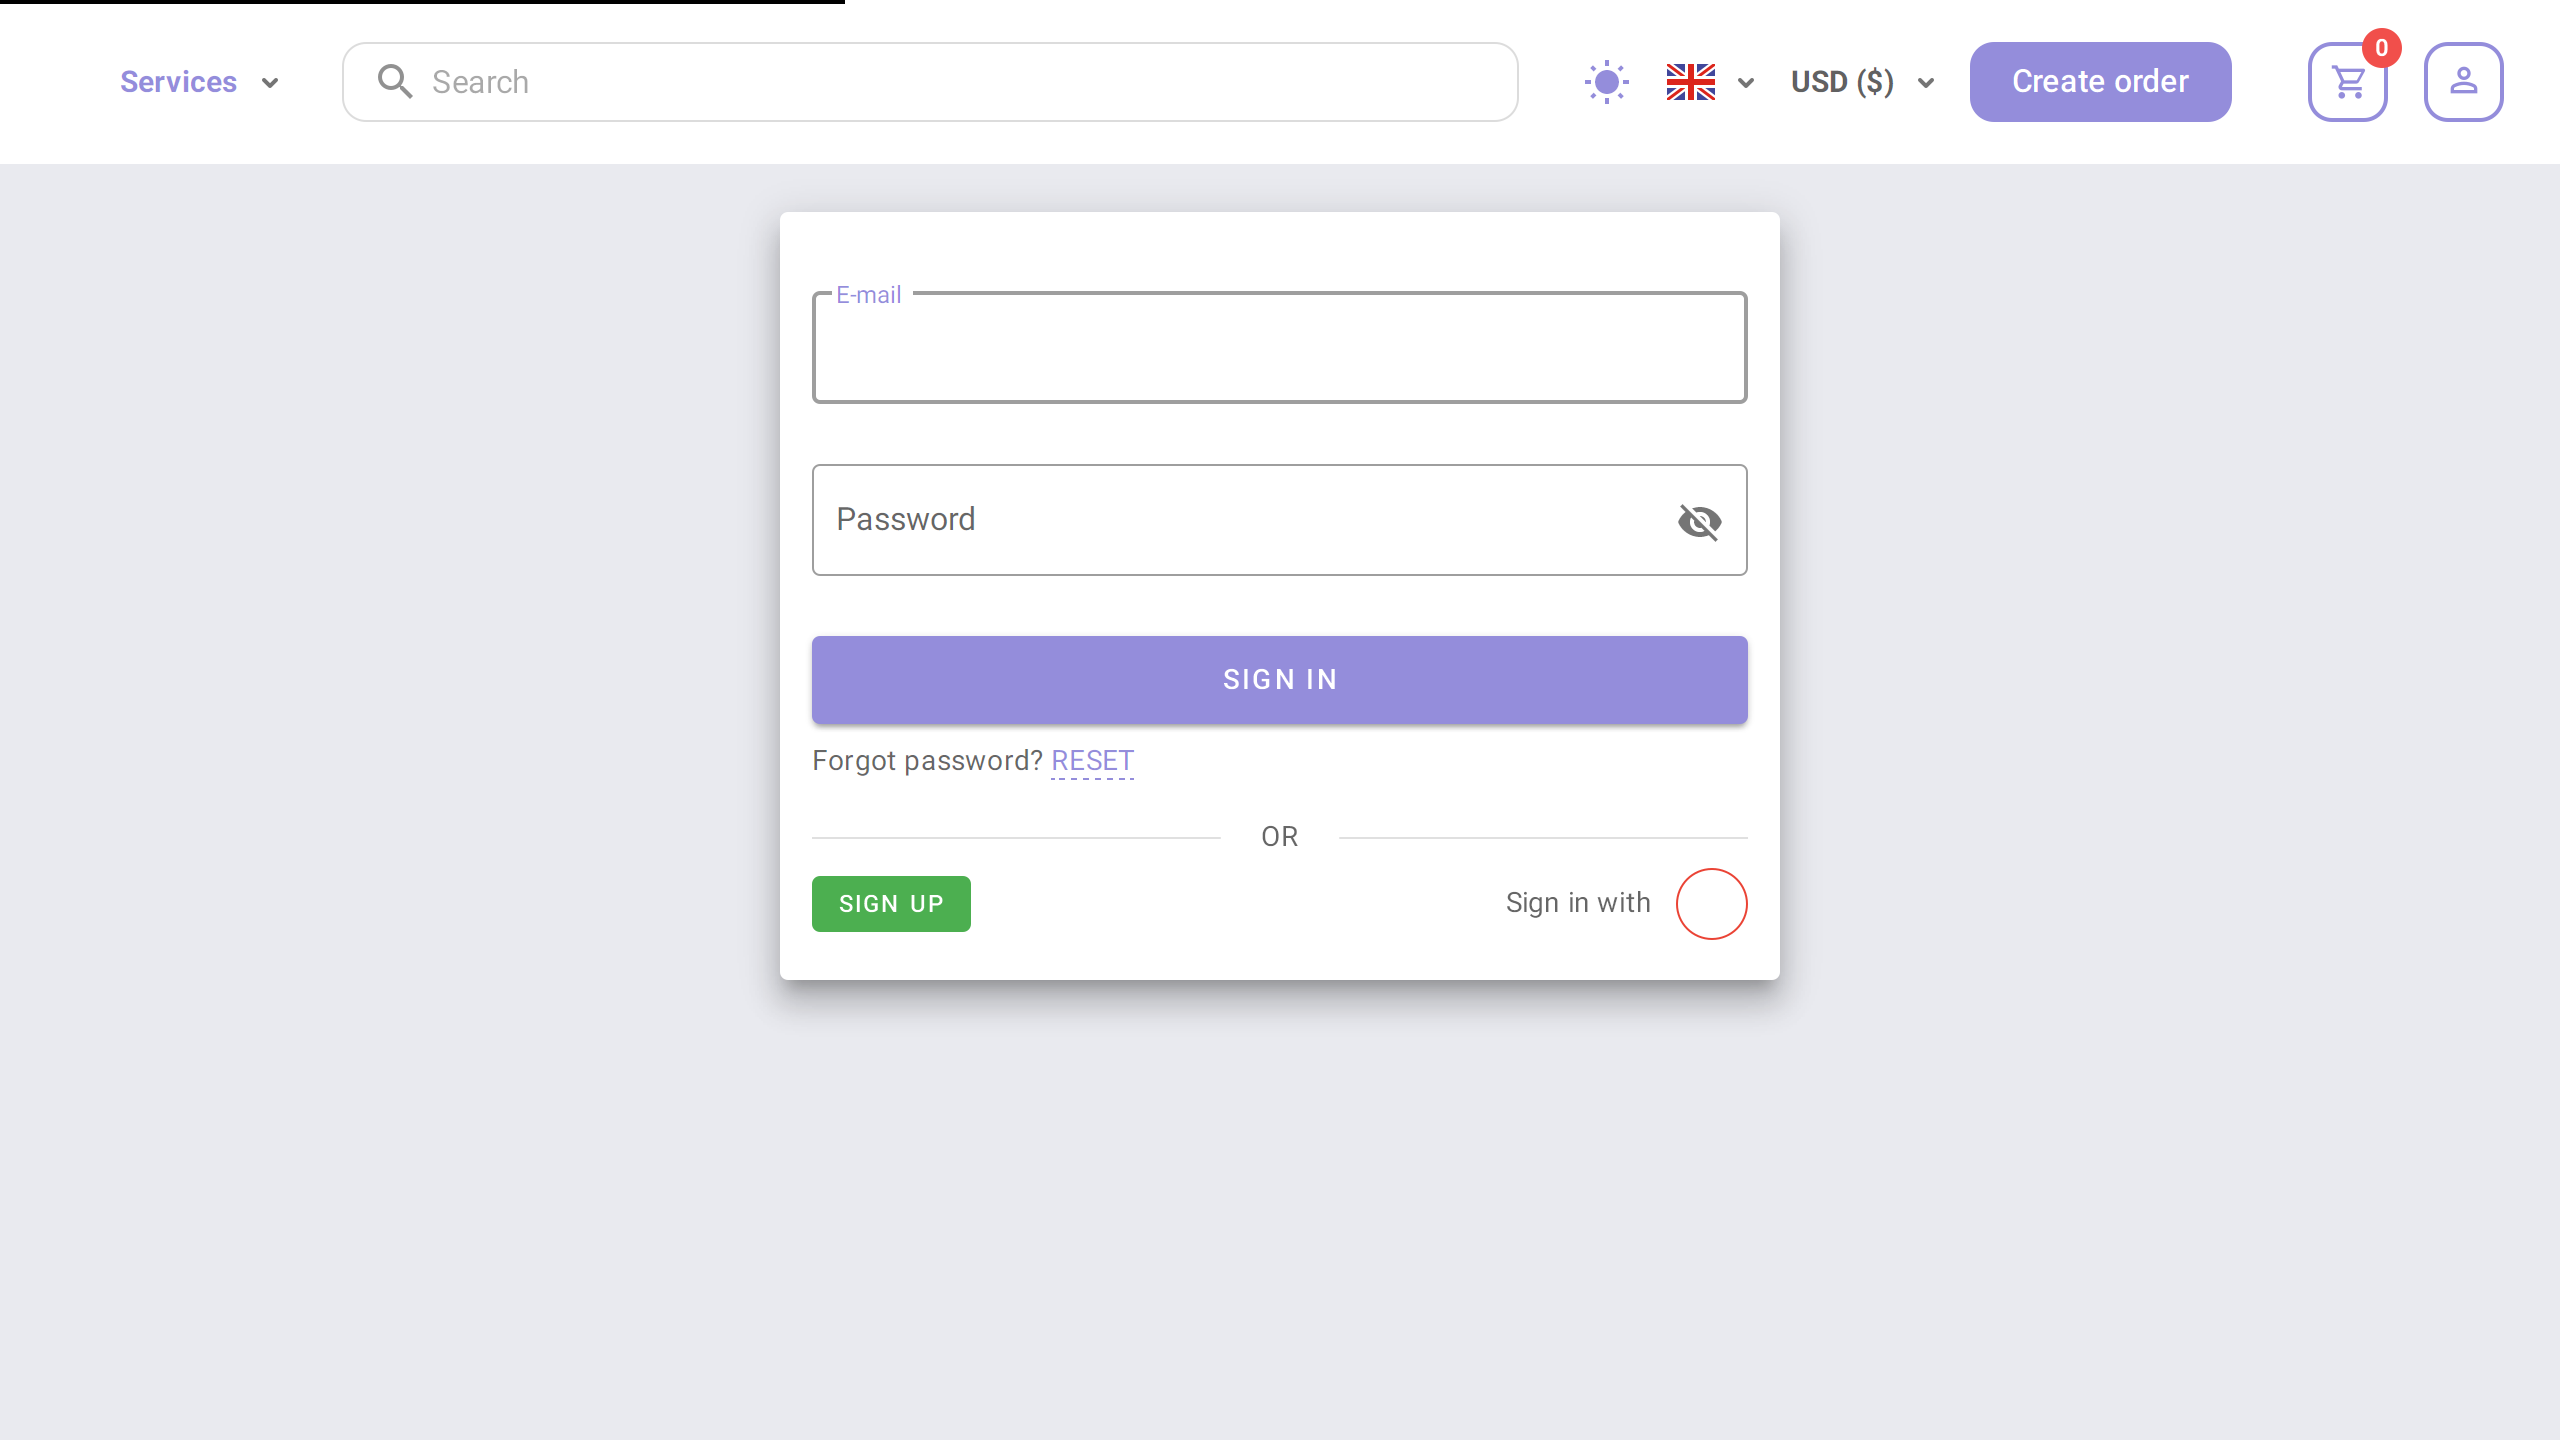 Services
Search
USD ($)
Create order
0
E-mail
Password
SIGN IN
Forgot password? RESET
OR
SIGN UP
Sign in with